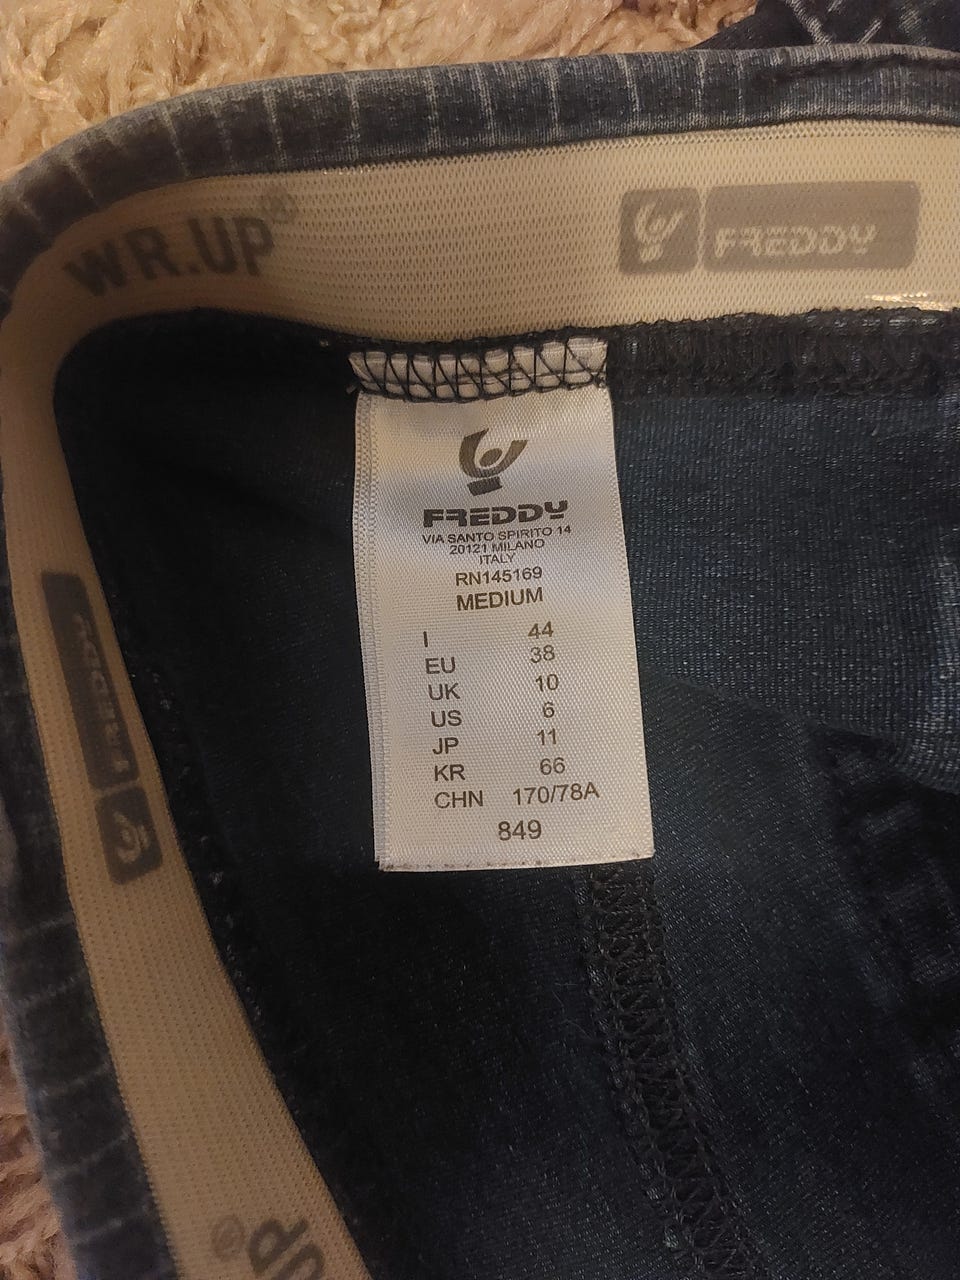 WR.UP®
FREDDY
FREDDY
VIA SANTO SPIRITO 14
20121 MILANO
ITALY
RN145169
MEDIUM
I 44
EU 38
UK 10
US 6
JP 11
KR 66
CHN 170/78A
849
FREDDY
®
UP